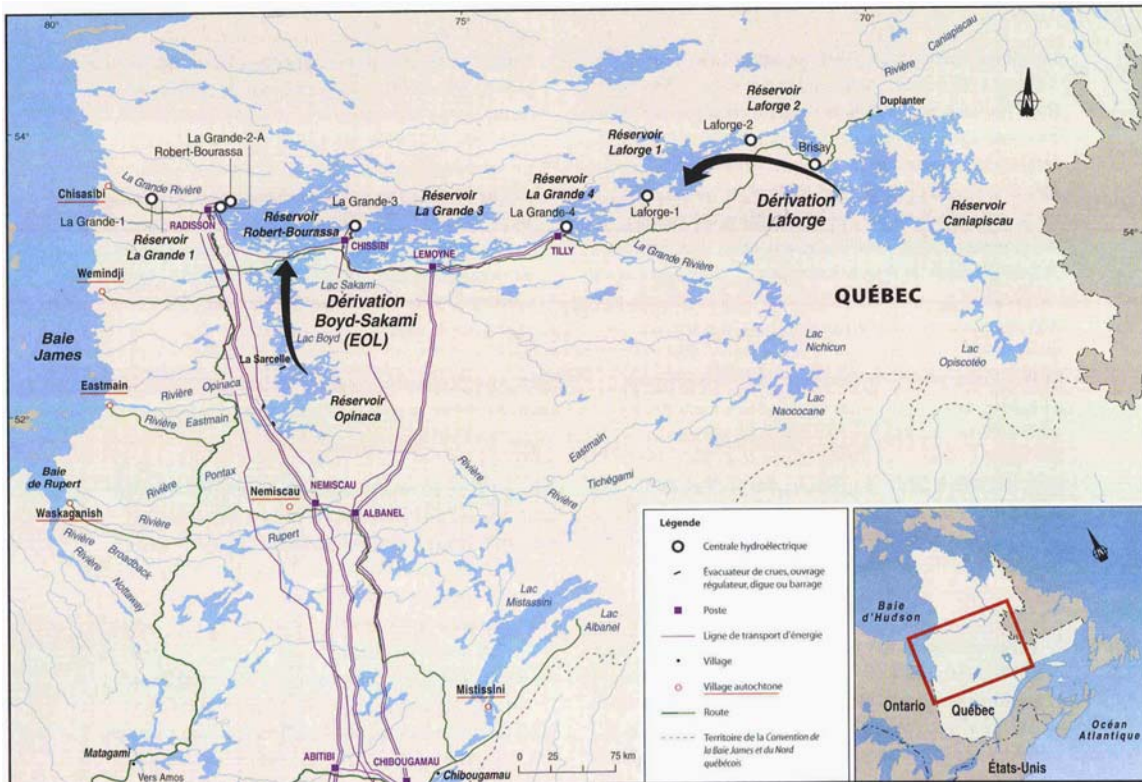 80°
75°
70°
54°
52°
54°
Rivière
Caniapiscau
Duplanter
Réservoir
Laforge 2
Laforge-2
Brisay
Réservoir
Laforge 1
Laforge-1
Dérivation
Laforge
Réservoir
Caniapiscau
La Grande-2-A
Robert-Bourassa
Chisasibi
La Grande Rivière
La Grande-1
RADISSON
Réservoir
La Grande 1
Réservoir
Robert-Bourassa
La Grande-3
CHISSIBI
Réservoir
La Grande 3
LEMOYNE
Réservoir
La Grande 4
La Grande-4
TILLY
La Grande Rivière
Wemindji
Lac Sakami
Dérivation
Boyd-Sakami
(EOL)
Lac Boyd
La Sarcelle
QUÉBEC
Baie
James
Lac
Nichicun
Lac
Opiscotéo
Lac
Naococane
Eastmain
Rivière Opinaca
Rivière Eastmain
Réservoir
Opinaca
Rivière
Eastmain
Rivière
Tichégami
Baie
de Rupert
Rivière Pontax
Nemiscau
NEMISCAU
ALBANEL
Waskaganish
Rivière Rupert
Rivière Broadback
Rivière Nottaway
Lac
Mistassini
Lac
Albanel
Mistissini
Matagami
Vers Amos
ABITIBI
CHIBOUGAMAU
Chibougamau
0 25 75 km
Légende
Centrale hydroélectrique
Évacuateur de crues, ouvrage
régulateur, digue ou barrage
Poste
Ligne de transport d'énergie
Village
Village autochtone
Route
Territoire de la Convention de
la Baie James et du Nord
québécois
Baie
d'Hudson
Ontario
Québec
États-Unis
Océan
Atlantique